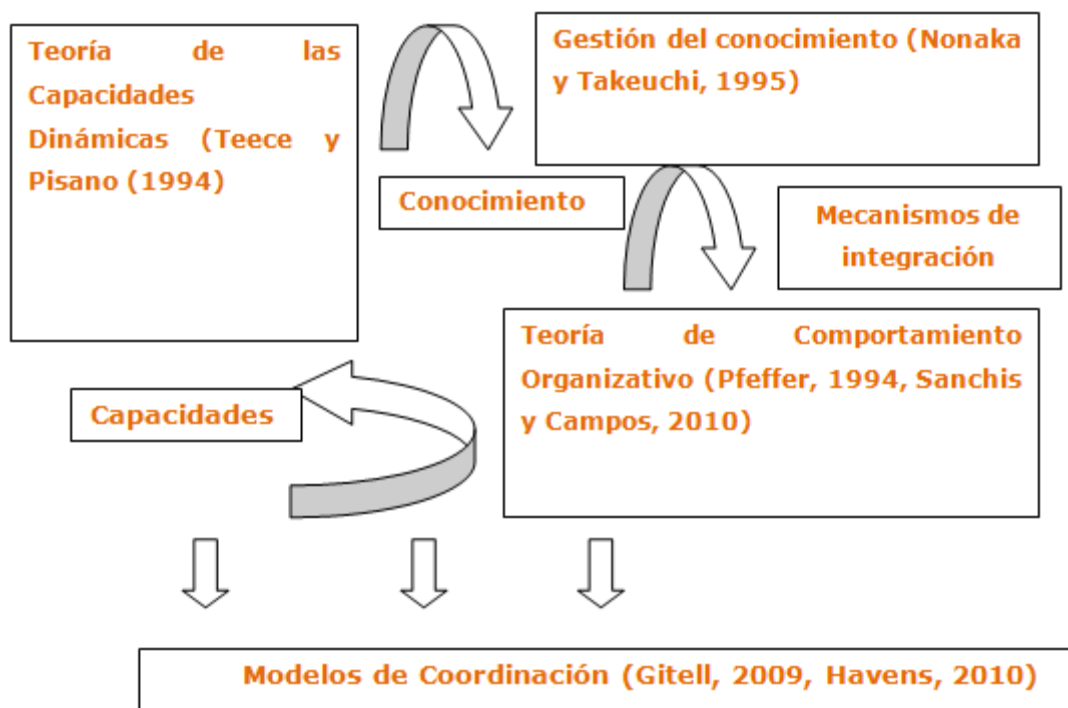 Teoría de las
Capacidades
Dinámicas (Teece y
Pisano (1994)
Gestión del conocimiento (Nonaka
y Takeuchi, 1995)
Conocimiento
Mecanismos de
integración
Teoría de Comportamiento
Organizativo (Pfeffer, 1994, Sanchis
y Campos, 2010)
Capacidades
Modelos de Coordinación (Gitell, 2009, Havens, 2010)